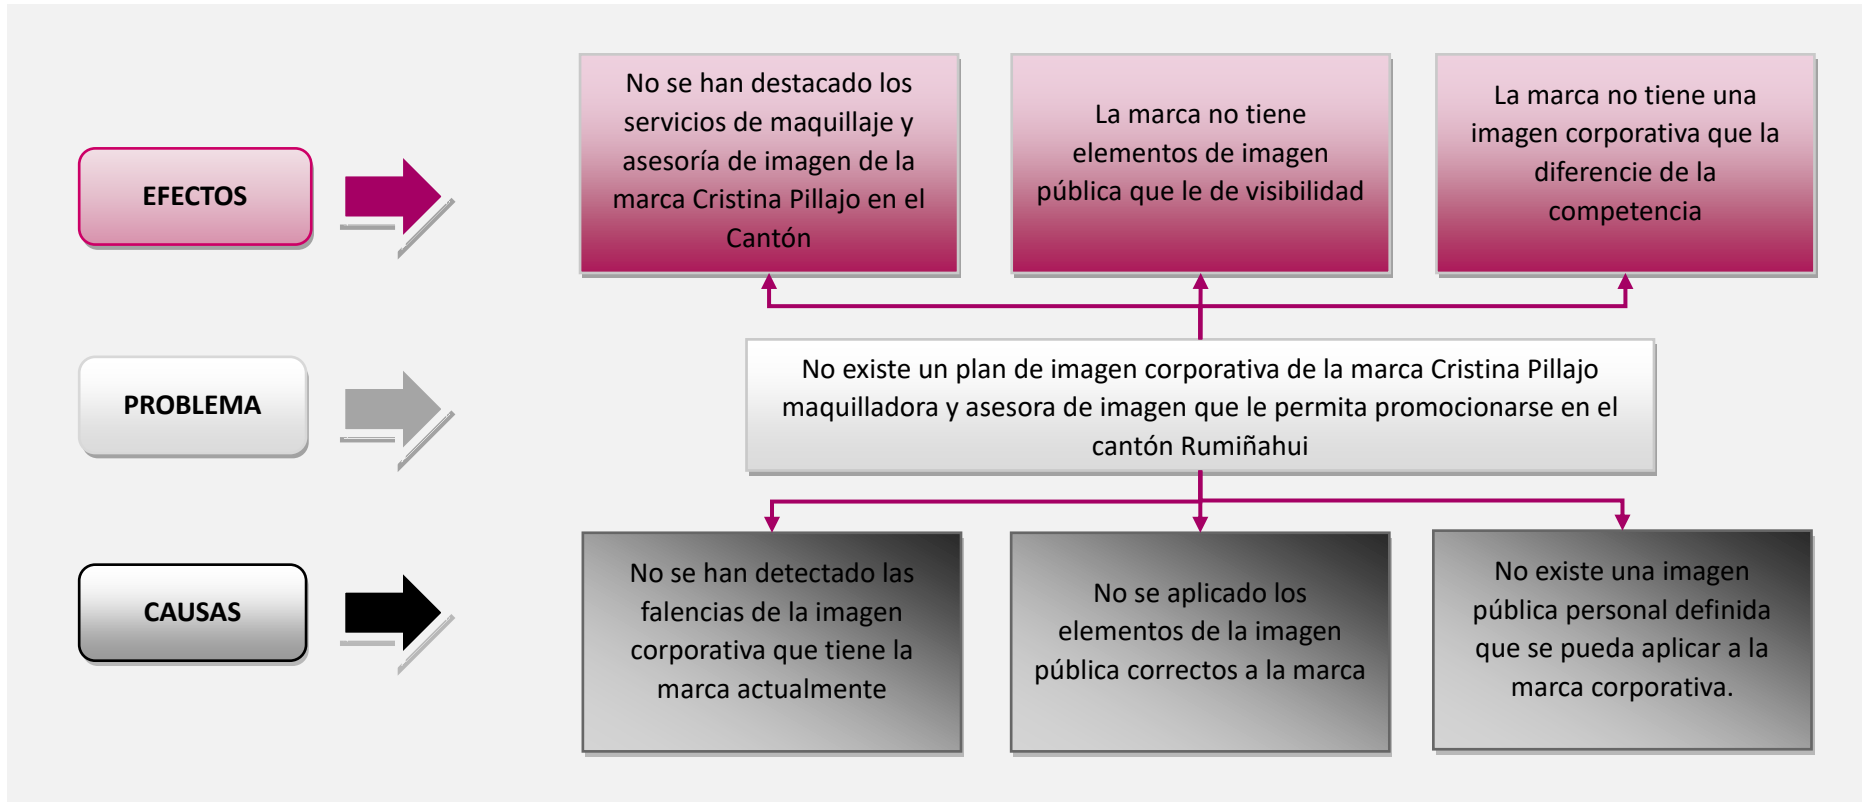 EFECTOS
No se han destacado los
servicios de maquillaje y
asesoría de imagen de la
marca Cristina Pillajo en el
Cantón
La marca no tiene
elementos de imagen
pública que le de visibilidad
La marca no tiene una
imagen corporativa que la
diferencie de la
competencia
PROBLEMA
No existe un plan de imagen corporativa de la marca Cristina Pillajo
maquilladora y asesora de imagen que le permita promocionarse en el
cantón Rumiñahui
CAUSAS
No se han detectado las
falencias de la imagen
corporativa que tiene la
marca actualmente
No se aplicado los
elementos de la imagen
pública correctos a la marca
No existe una imagen
pública personal definida
que se pueda aplicar a la
marca corporativa.